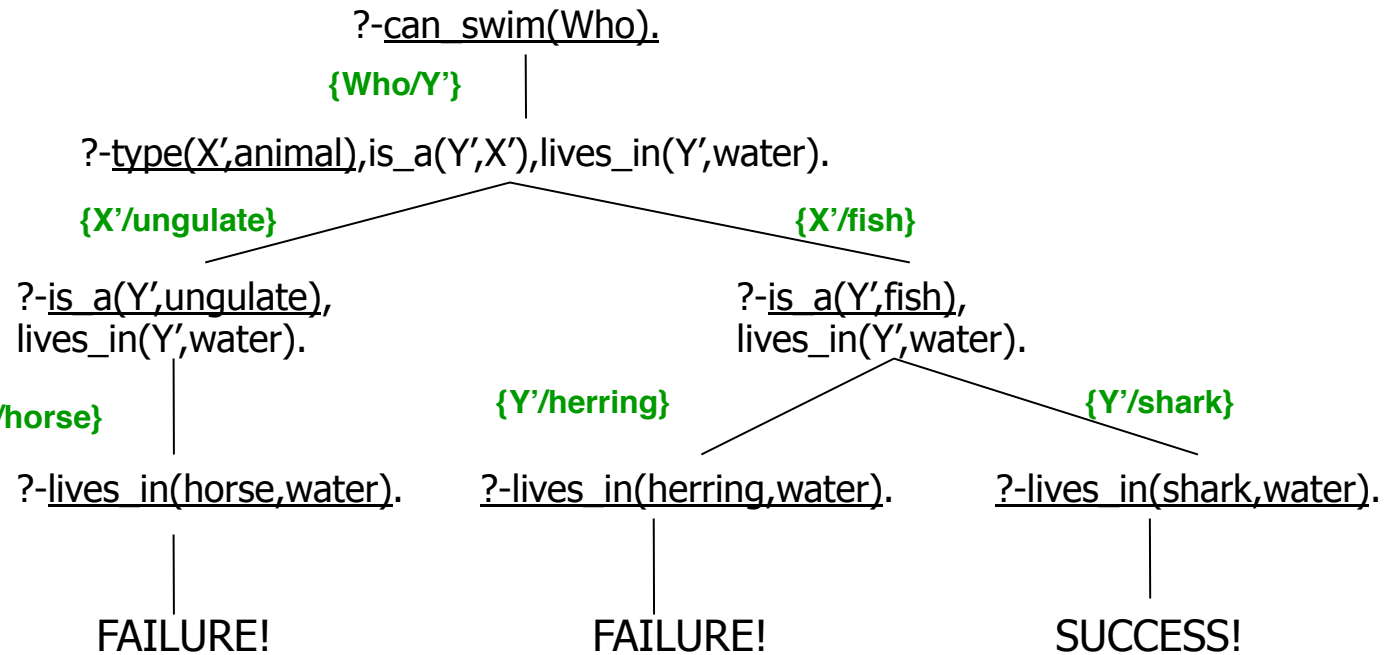 ?-can_swim(Who).
{Who/Y’}
?-type(X’,animal),is_a(Y’,X’),lives_in(Y’,water).
{X’/ungulate}
{X’/fish}
?-is_a(Y’,ungulate),
lives_in(Y’,water).
?-is_a(Y’,fish),
lives_in(Y’,water).
/horse}
{Y’/herring}
{Y’/shark}
?-lives_in(horse,water).
?-lives_in(herring,water).
?-lives_in(shark,water).
FAILURE!
FAILURE!
SUCCESS!